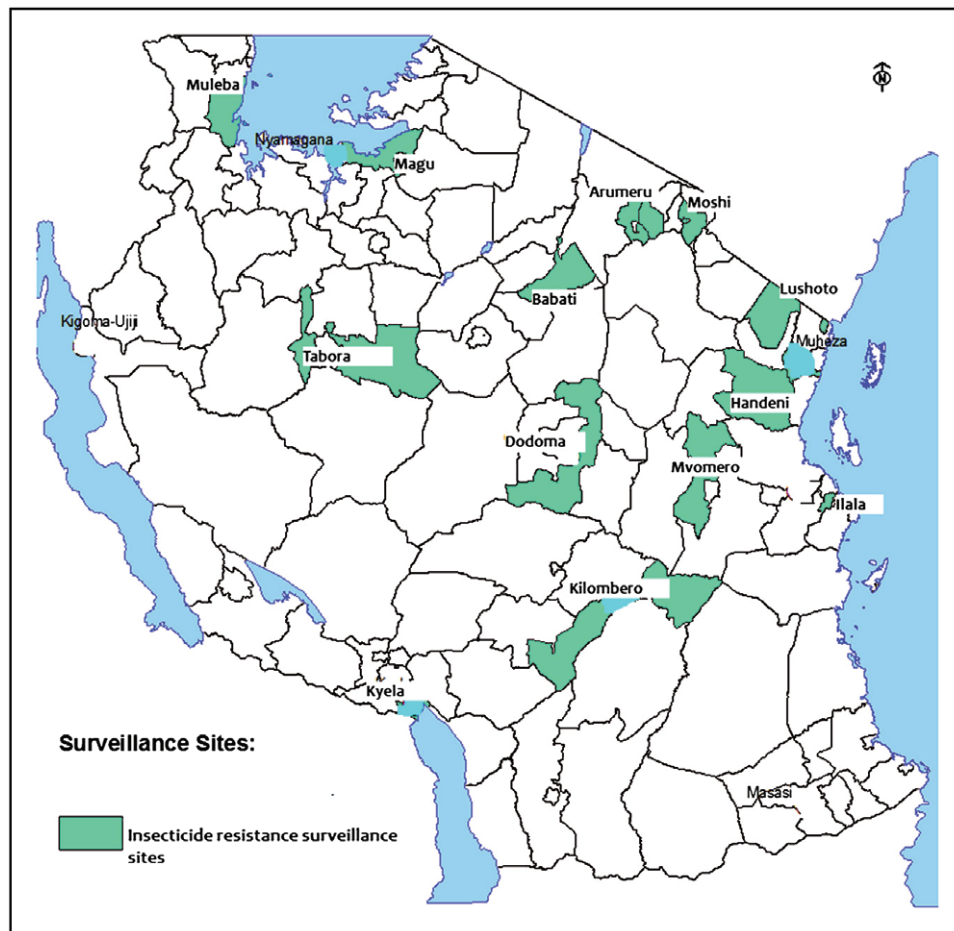 N
Muleba
Nyamagana
Magu
Arumeru
Moshi
Babati
Lushoto
Kigoma-Ujiji
Muheza
Tabora
Handeni
Dodoma
Mvomero
Ilala
Kilombero
Kyela
Surveillance Sites:
Masasi
Insecticide resistance surveillance
sites